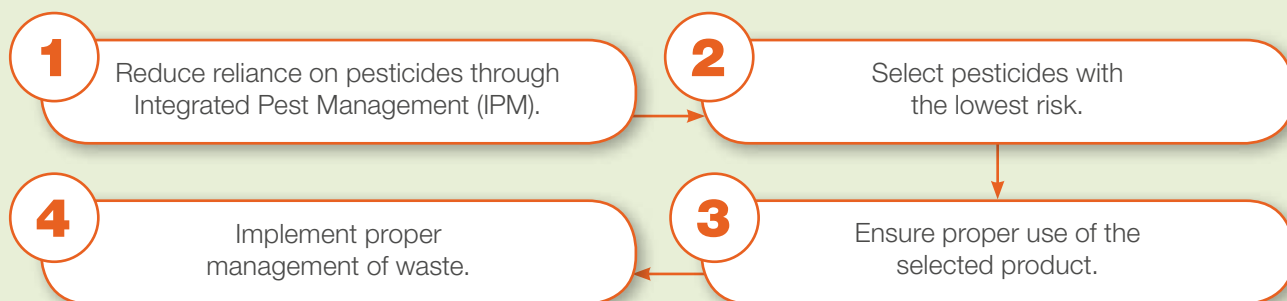 1
Reduce reliance on pesticides through
Integrated Pest Management (IPM).
2
Select pesticides with
the lowest risk.
3
Ensure proper use of the
selected product.
4
Implement proper
management of waste.